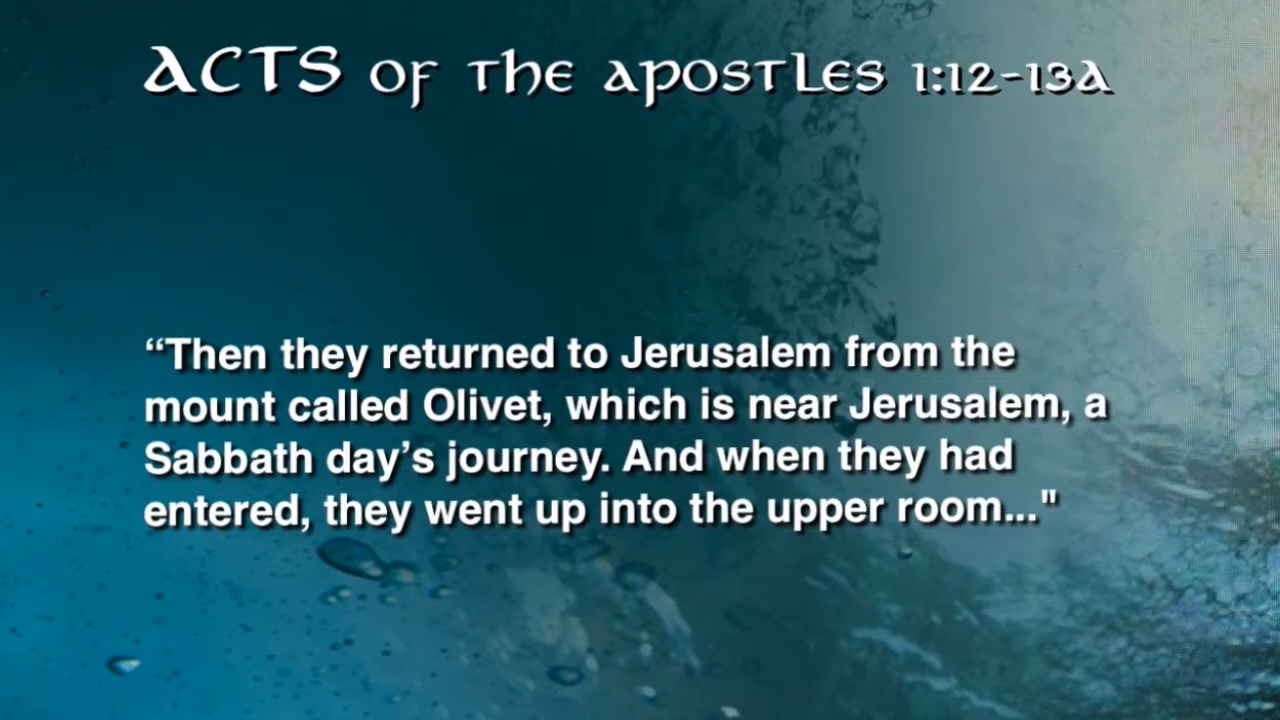 ACTS of the apostles 1:12-13a
“Then they returned to Jerusalem from the
mount called Olivet, which is near Jerusalem, a
Sabbath day’s journey. And when they had
entered, they went up into the upper room..."